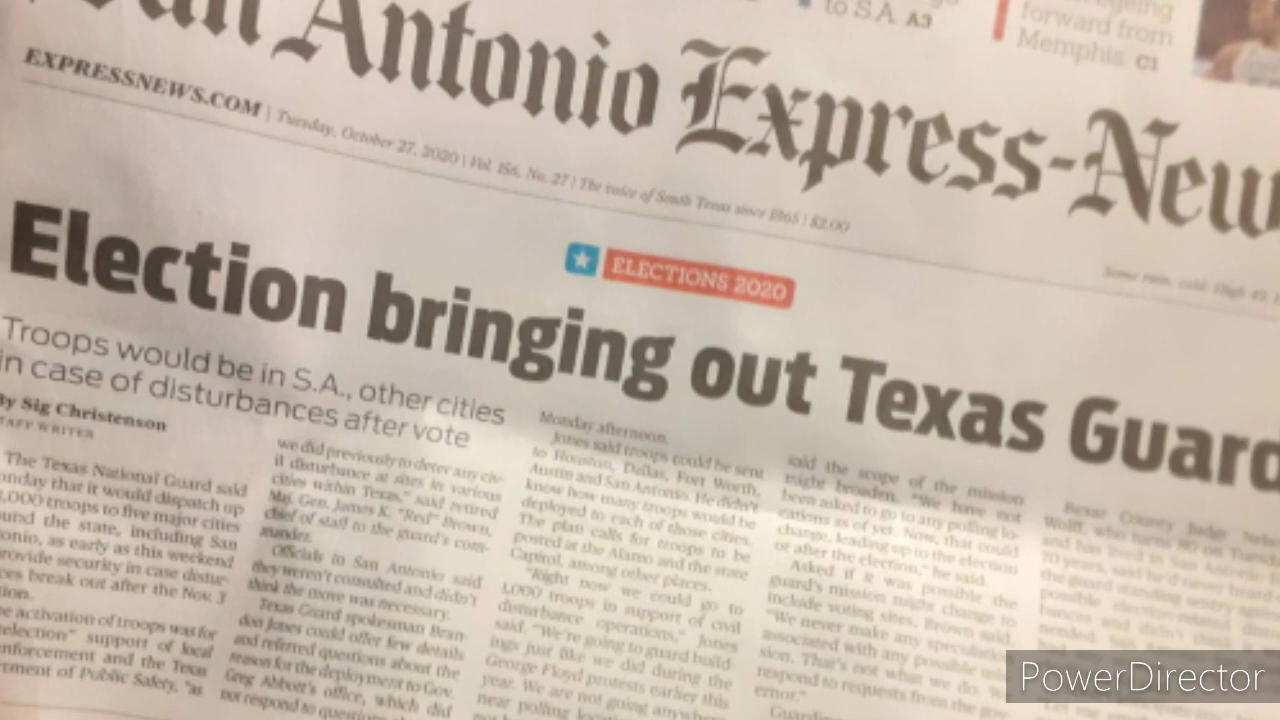 to S.A. A3
forward from
Memphis. C1
Antonio Express-New
EXPRESSNEWS.COM | Tuesday, October 27, 2020 | Vol. 156, No. 27 | The voice of South Texas since 1865 | $2.00
ELECTIONS 2020
Election bringing out Texas Guard
Troops would be in S.A., other cities
in case of disturbances after vote
By Sig Christenson
STAFF WRITER
The Texas National Guard said
onday that it would dispatch up
,000 troops to five major cities
ound the state, including San
onio, as early as this weekend
rovide security in case distur-
ces break out after the Nov. 3
tion.
e activation of troops was for
election" support of local
enforcement and the Texas
rtment of Public Safety, "as
we did previously to deter any civ-
il disturbance at sites in various
cities within Texas," said retired
Maj. Gen. James K. "Red" Brown,
chief of staff to the guard's com-
mander.
Officials in San Antonio said
they weren't consulted and didn't
think the move was necessary.
Texas Guard spokesman Bran-
don Jones could offer few details
and referred questions about the
reason for the deployment to Gov.
Greg Abbott's office, which did
not respond to questions
Monday afternoon.
Jones said troops could be sent
to Houston, Dallas, Fort Worth,
Austin and San Antonio. He didn't
know how many troops would be
deployed to each of those cities.
The plan calls for troops to be
posted at the Alamo and the state
Capitol, among other places.
"Right now we could go to
1,000 troops in support of civil
disturbance operations," Jones
said. "We're going to guard build
ings just like we did during the
George Floyd protests earlier this
year. We are not going anywhere
near polling
said the scope of the mission
might broaden. "We have not
been asked to go to any polling lo-
cations as of yet. Now, that could
change, leading up to the election
or after the election," he said.
Asked if it was possible the
guard's mission might change to
include voting sites, Brown said,
"We never make any
associated with any possible
sion. That's not what we do.
respond to requests from the gov-
ernor."
Bexar County Judge
Wolff, who turns 80 on
PowerDirector